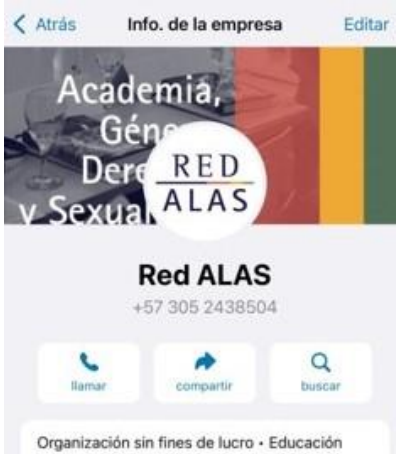 Atrás Info. de la empresa Editar
Academia,
Géne
Dere
y Sexual
RED
ALAS
Red ALAS
+57 305 2438504
llamar compartir buscar
Organización sin fines de lucro • Educación